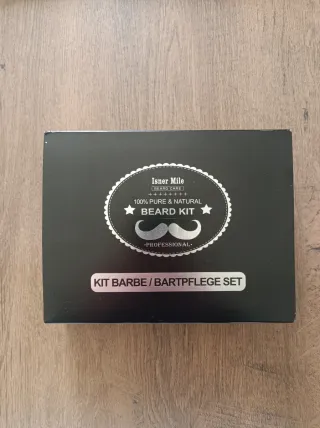 Isner Mile
BEARD CARE
100% PURE & NATURAL
BEARD KIT
•PROFESSIONAL•
KIT BARBE / BARTPFLEGE SET